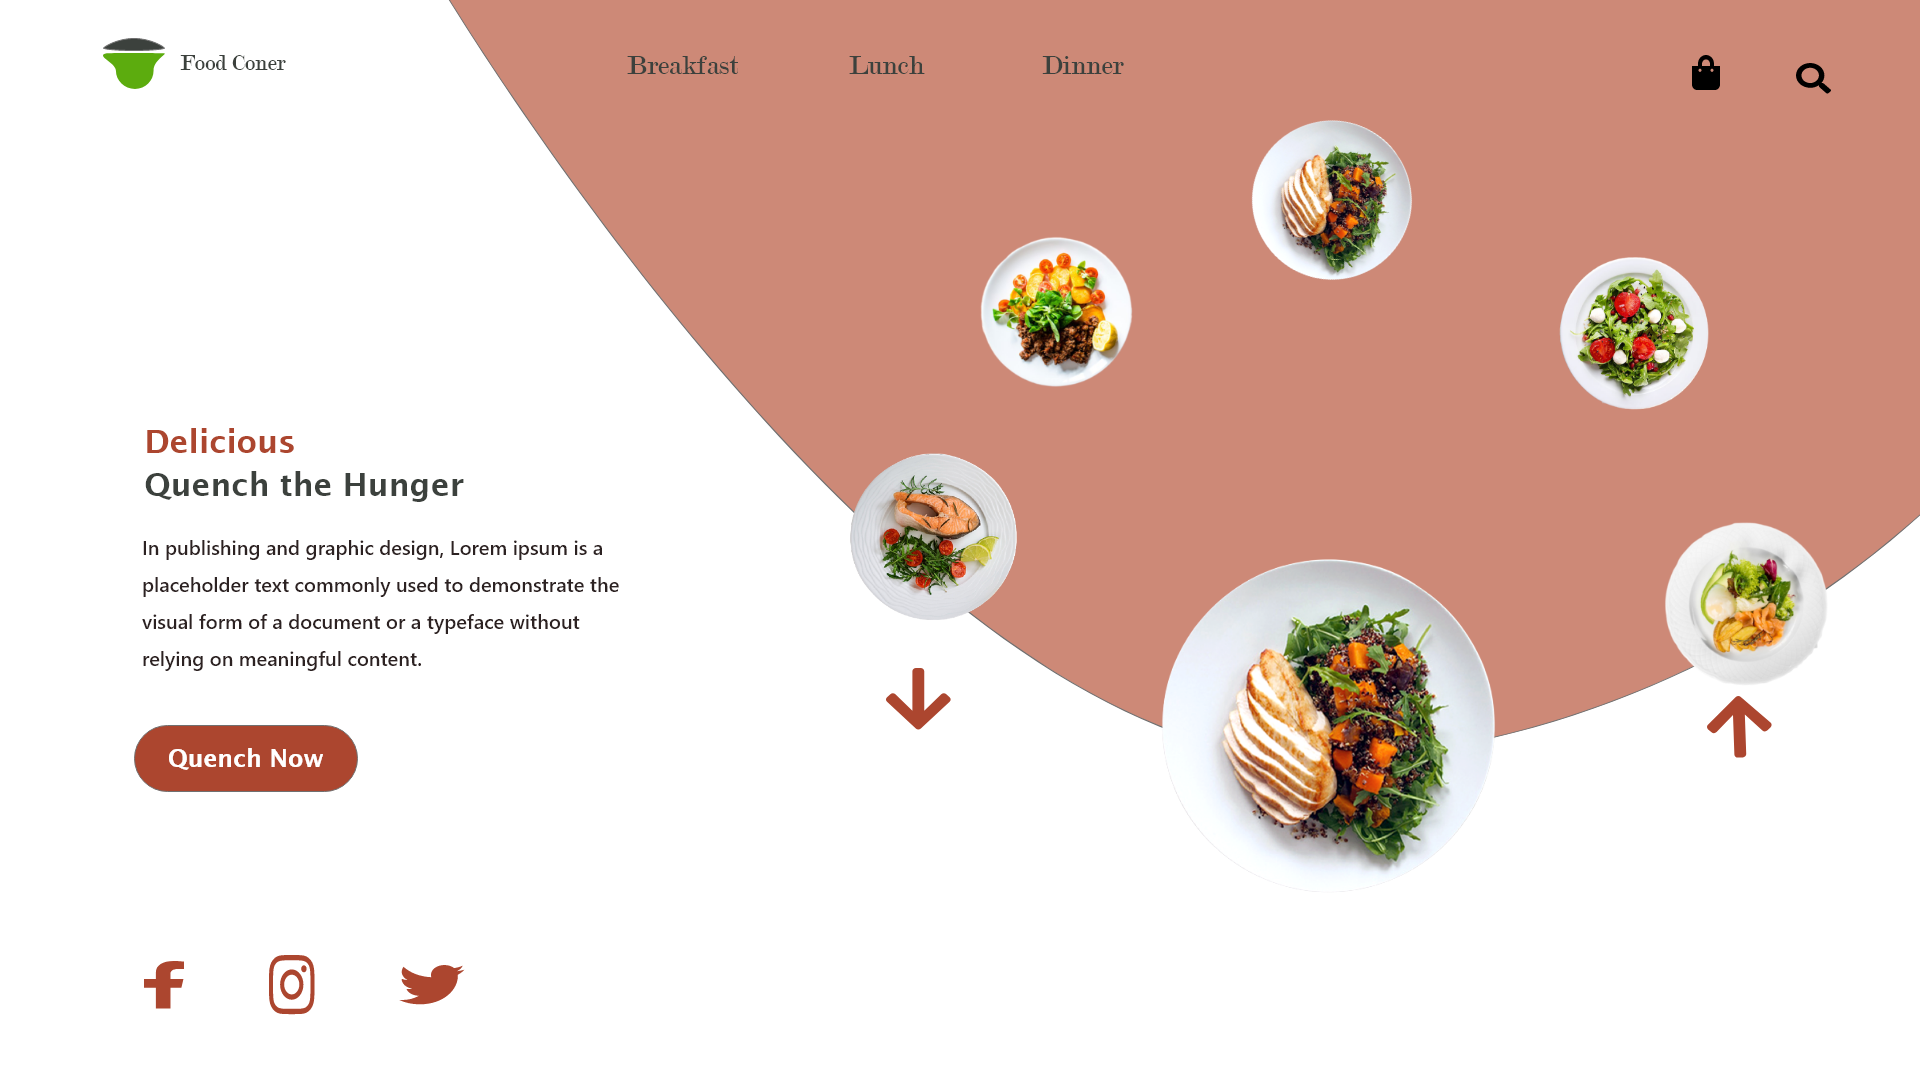 Food Coner
Breakfast
Lunch
Dinner
Delicious
Quench the Hunger
In publishing and graphic design, Lorem ipsum is a
placeholder text commonly used to demonstrate the
visual form of a document or a typeface without
relying on meaningful content.
Quench Now